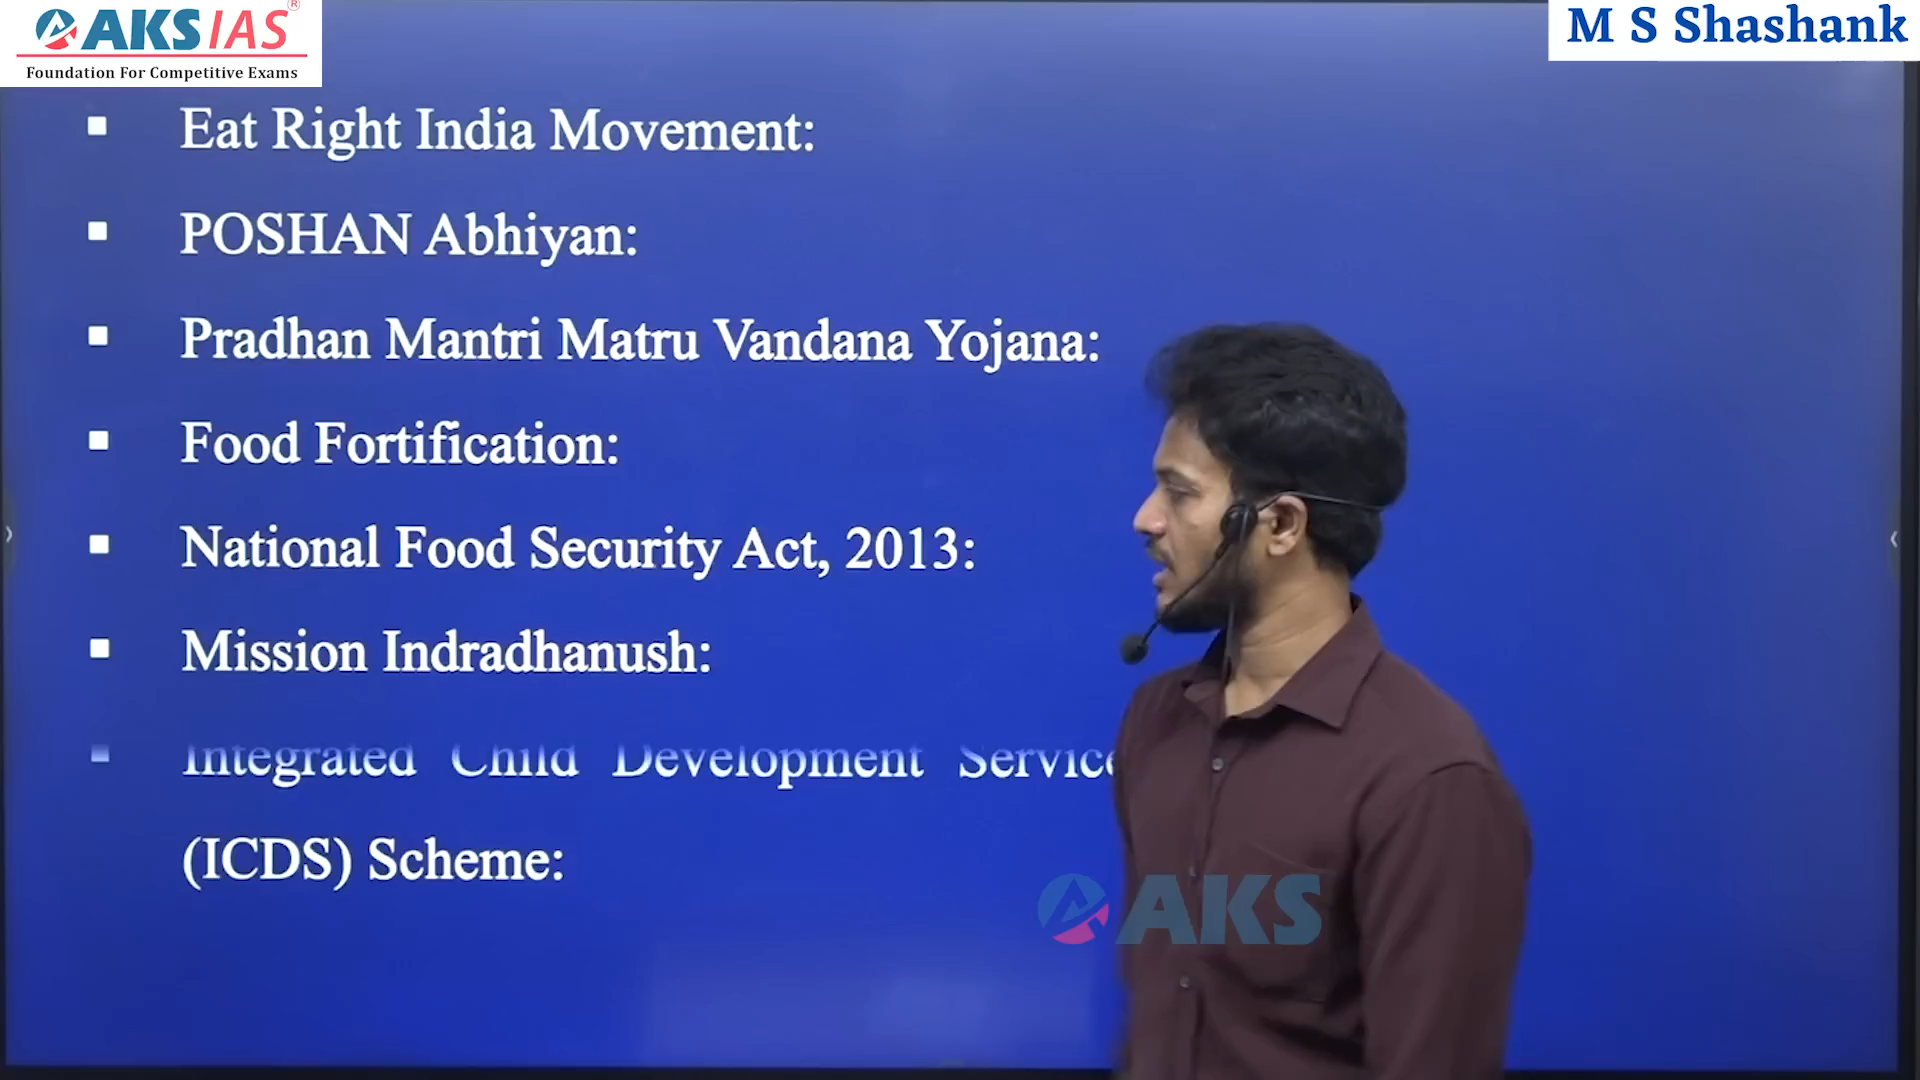 AKS IAS®
Foundation For Competitive Exams
M S Shashank
Eat Right India Movement:
POSHAN Abhiyan:
Pradhan Mantri Matru Vandana Yojana:
Food Fortification:
National Food Security Act, 2013:
Mission Indradhanush:
Integrated Child Development Service
(ICDS) Scheme:
AKS